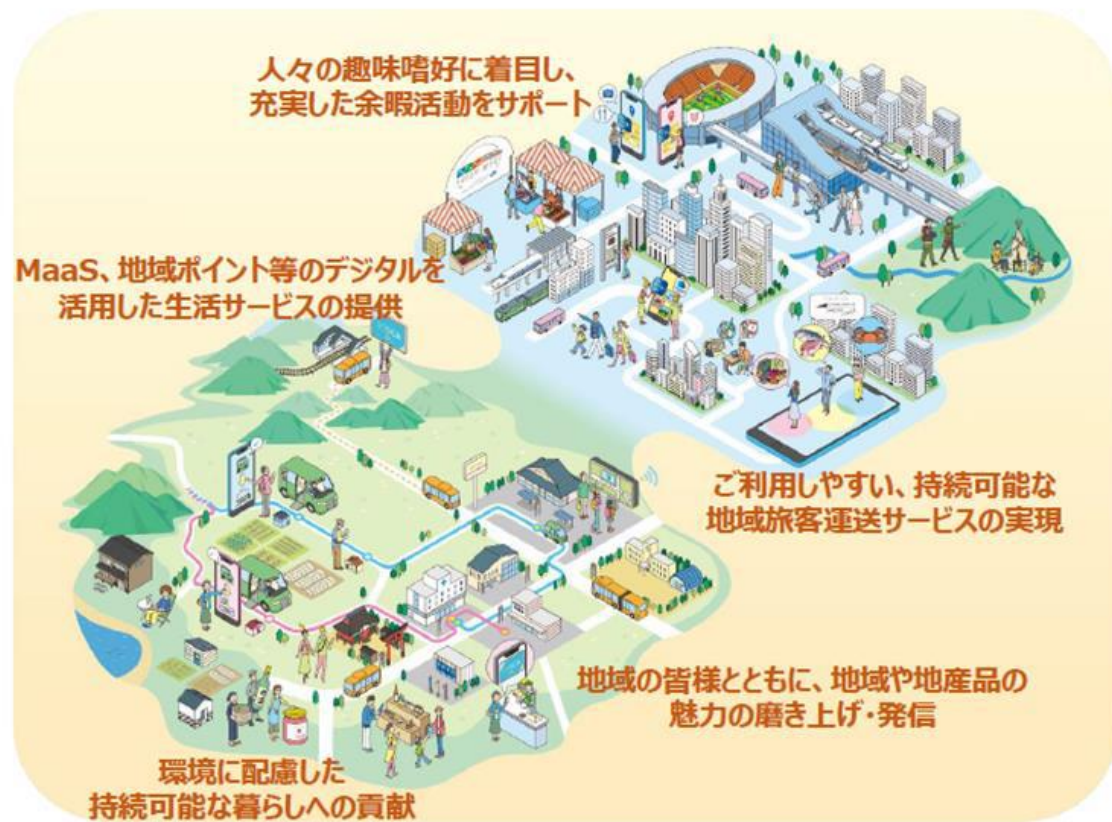 人々の趣味嗜好に着目し、
充実した余暇活動をサポート
MaaS、地域ポイント等のデジタルを
活用した生活サービスの提供
ご利用しやすい、持続可能な
地域旅客運送サービスの実現
地域の皆様とともに、地域や地産品の
魅力の磨き上げ・発信
環境に配慮した
持続可能な暮らしへの貢献